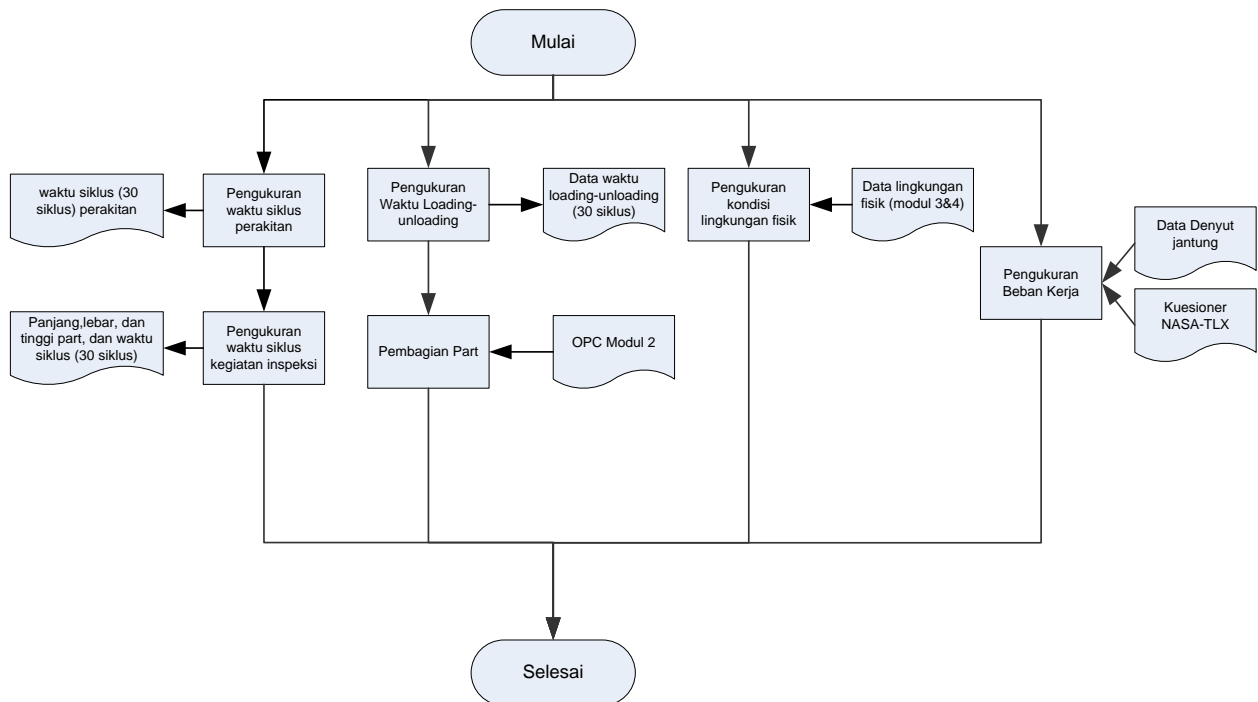 Mulai
waktu siklus (30
siklus) perakitan
Pengukuran
waktu siklus
perakitan
Pengukuran
Waktu Loading-
unloading
Data waktu
loading-unloading
(30 siklus)
Pengukuran
kondisi
lingkungan fisik
Data lingkungan
fisik (modul 3&4)
Pengukuran
Beban Kerja
Data Denyut
jantung
Kuesioner
NASA-TLX
Panjang,lebar, dan
tinggi part, dan waktu
siklus (30 siklus)
Pengukuran
waktu siklus
kegiatan inspeksi
Pembagian Part
OPC Modul 2
Selesai